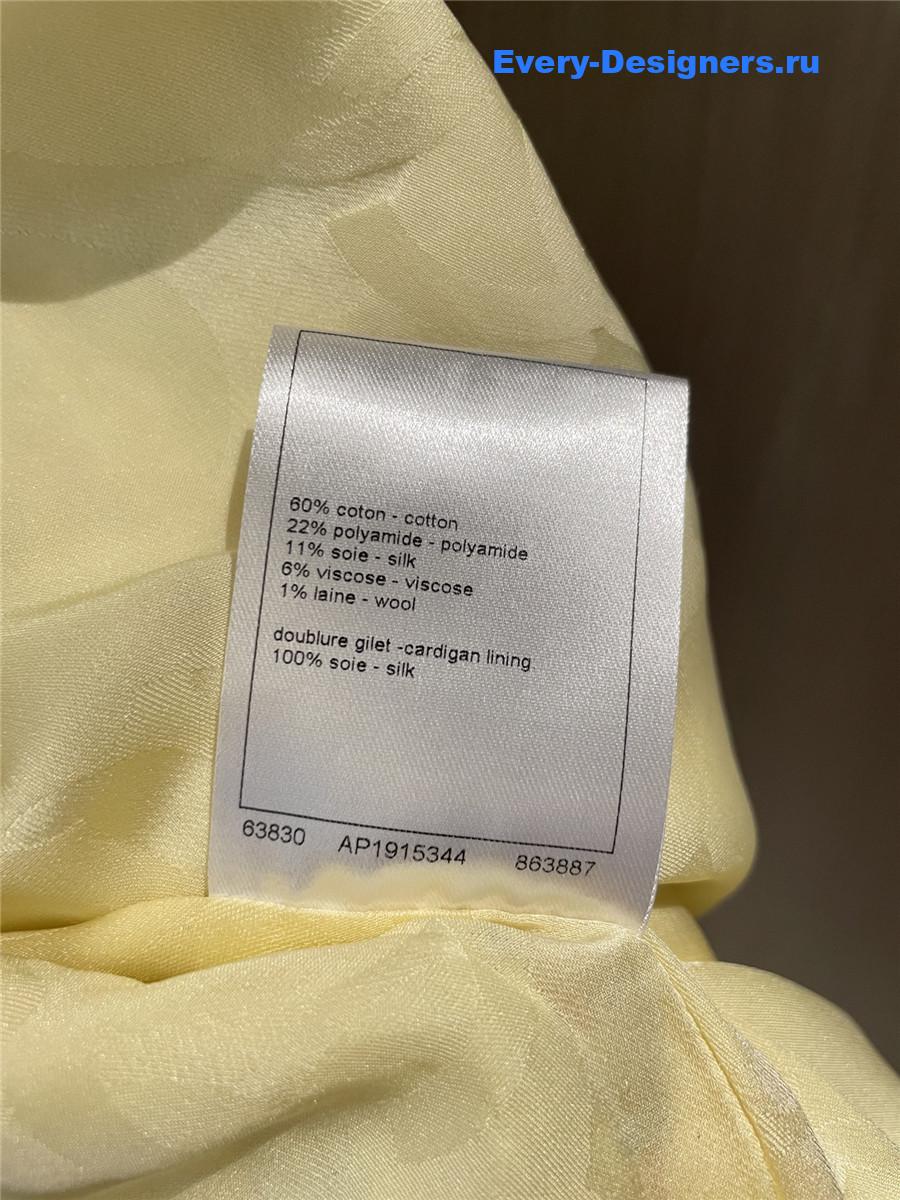 Every-Designers.ru
60% coton - cotton
22% polyamide - polyamide
11% soie - silk
6% viscose - viscose
1% laine - wool
doublure gilet -cardigan lining
100% soie - silk
63830 AP1915344 863887